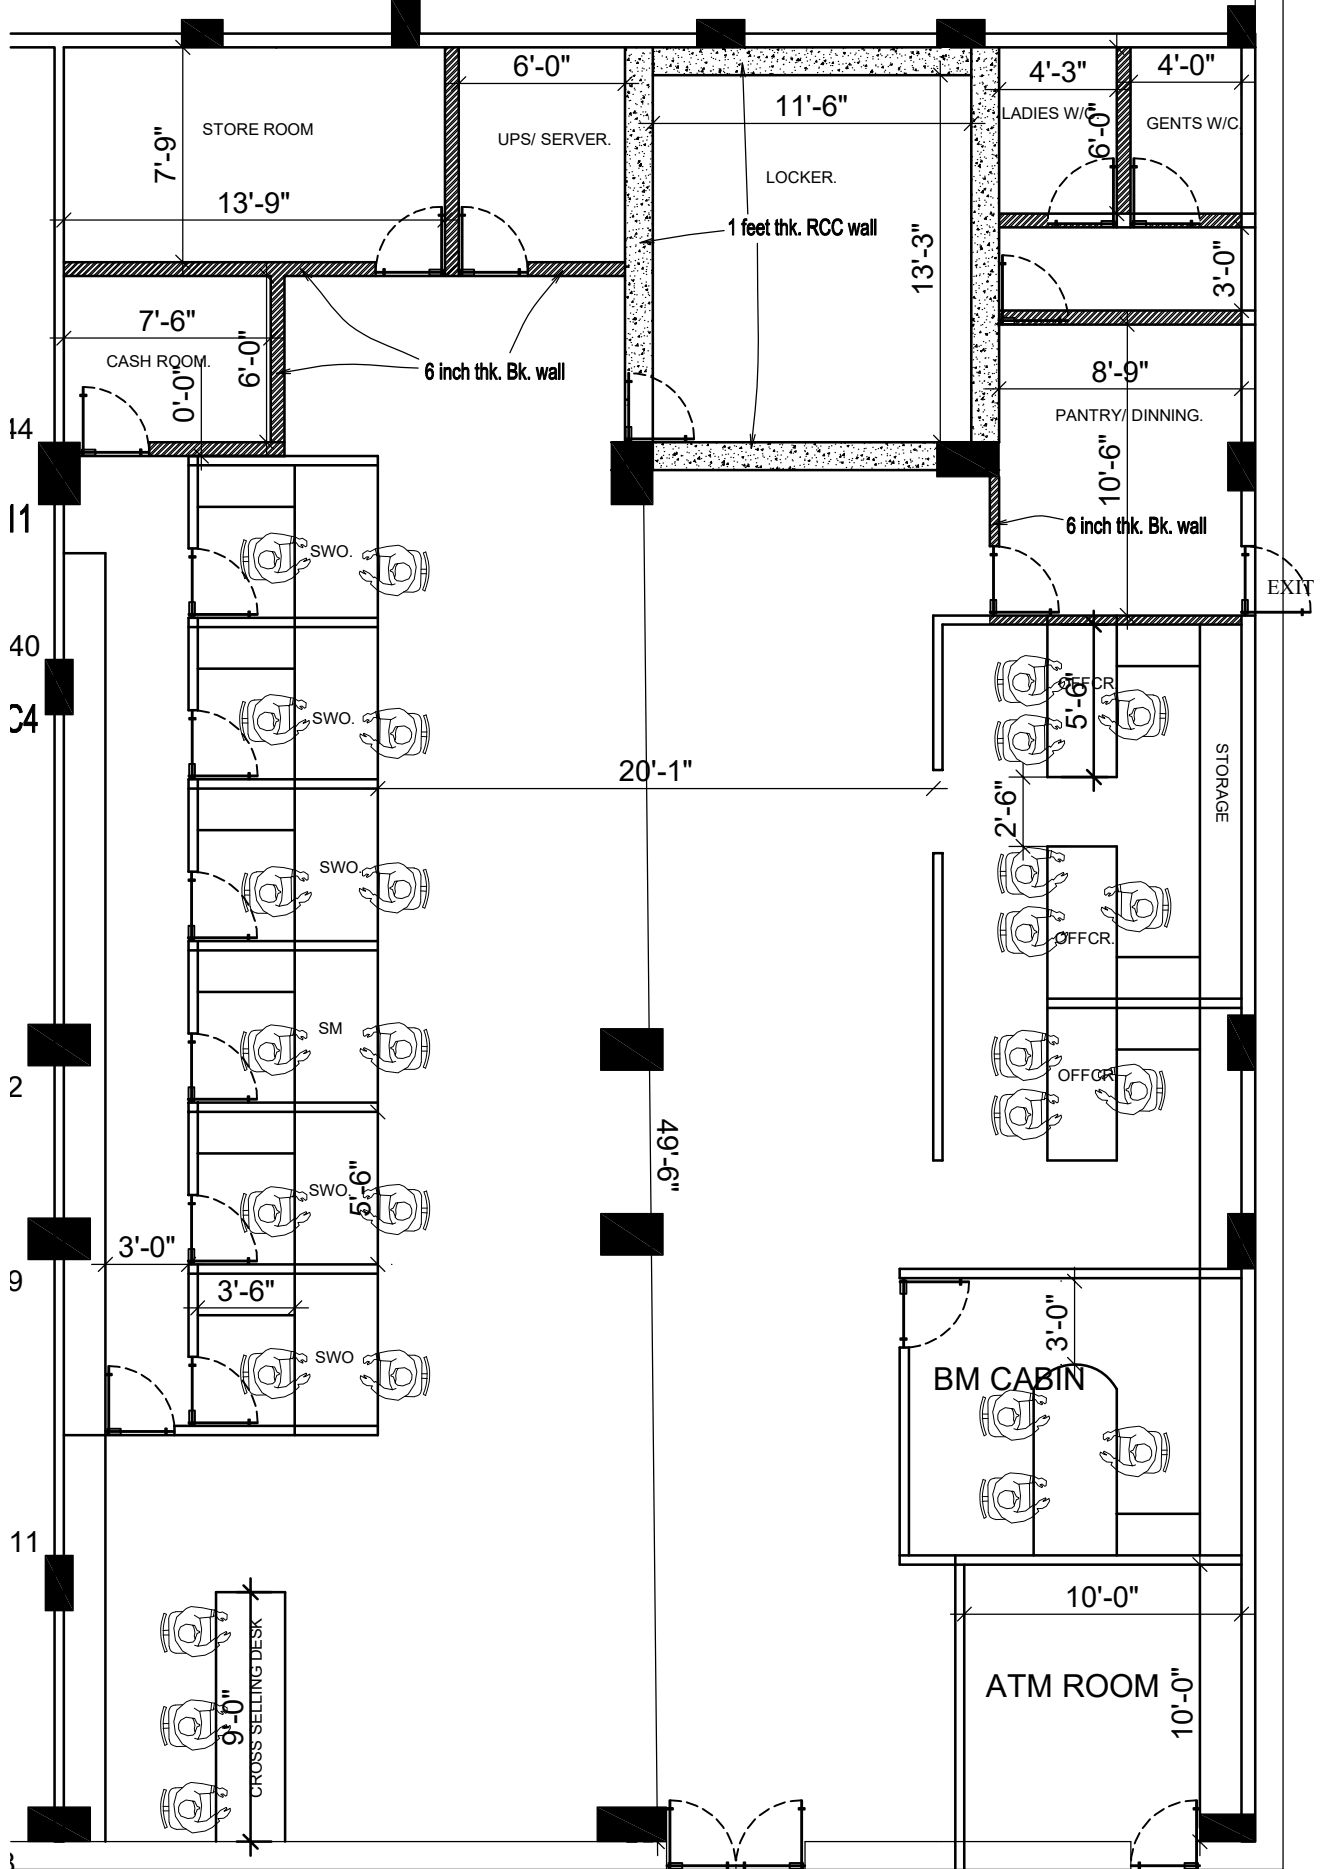 6'-0"
4'-3"
4'-0"
STORE ROOM
7'-9"
13'-9"
UPS/ SERVER.
11'-6"
LOCKER.
1 feet thk. RCC wall
13'-3"
LADIES W/C.
6'-0"
GENTS W/C.
3'-0"
7'-6"
CASH ROOM.
0'-0"
6'-0"
6 inch thk. Bk. wall
8'-9"
PANTRY/ DINNING.
10'-6"
6 inch thk. Bk. wall
EXIT
44
11
40
C4
2
9
11
SWO.
SWO.
SWO.
SM
SWO.
SWO
5'-6"
3'-0"
3'-6"
20'-1"
49'-6"
OFFCR.
5'-6"
2'-6"
STORAGE
OFFCR.
OFFCR.
3'-0"
BM CABIN
10'-0"
ATM ROOM
10'-0"
9'-0"
CROSS SELLING DESK